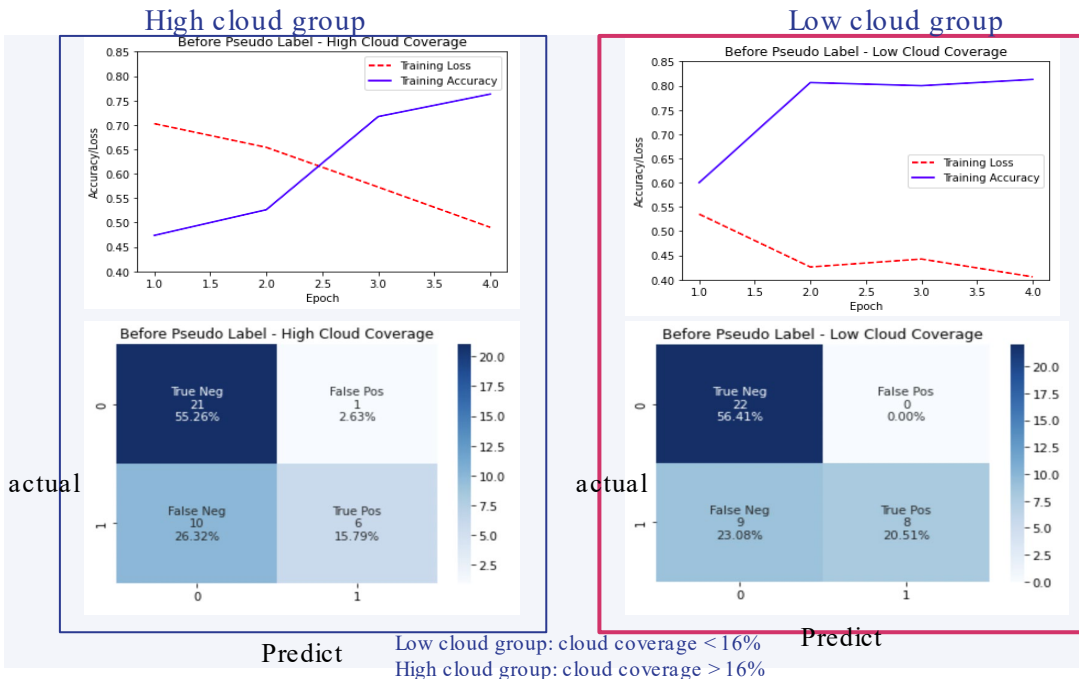 High cloud group
Before Pseudo Label - High Cloud Coverage
Training Loss
Training Accuracy
Accuracy/Loss
0.85
0.80
0.75
0.70
0.65
0.60
0.55
0.50
0.45
0.40
1.0 1.5 2.0 2.5 3.0 3.5 4.0
Epoch
Before Pseudo Label - High Cloud Coverage
True Neg
21
55.26%
False Pos
1
2.63%
False Neg
10
26.32%
True Pos
6
15.79%
0
1
0 1
20.0
17.5
15.0
12.5
10.0
7.5
5.0
2.5
actual
Predict
Low cloud group
Before Pseudo Label - Low Cloud Coverage
Training Loss
Training Accuracy
Accuracy/Loss
0.85
0.80
0.75
0.70
0.65
0.60
0.55
0.50
0.45
0.40
1.0 1.5 2.0 2.5 3.0 3.5 4.0
Epoch
Before Pseudo Label - Low Cloud Coverage
True Neg
22
56.41%
False Pos
0
0.00%
False Neg
9
23.08%
True Pos
8
20.51%
0
1
0 1
20.0
17.5
15.0
12.5
10.0
7.5
5.0
2.5
0.0
actual
Predict
Low cloud group: cloud coverage <16%
High cloud group: cloud coverage >16%